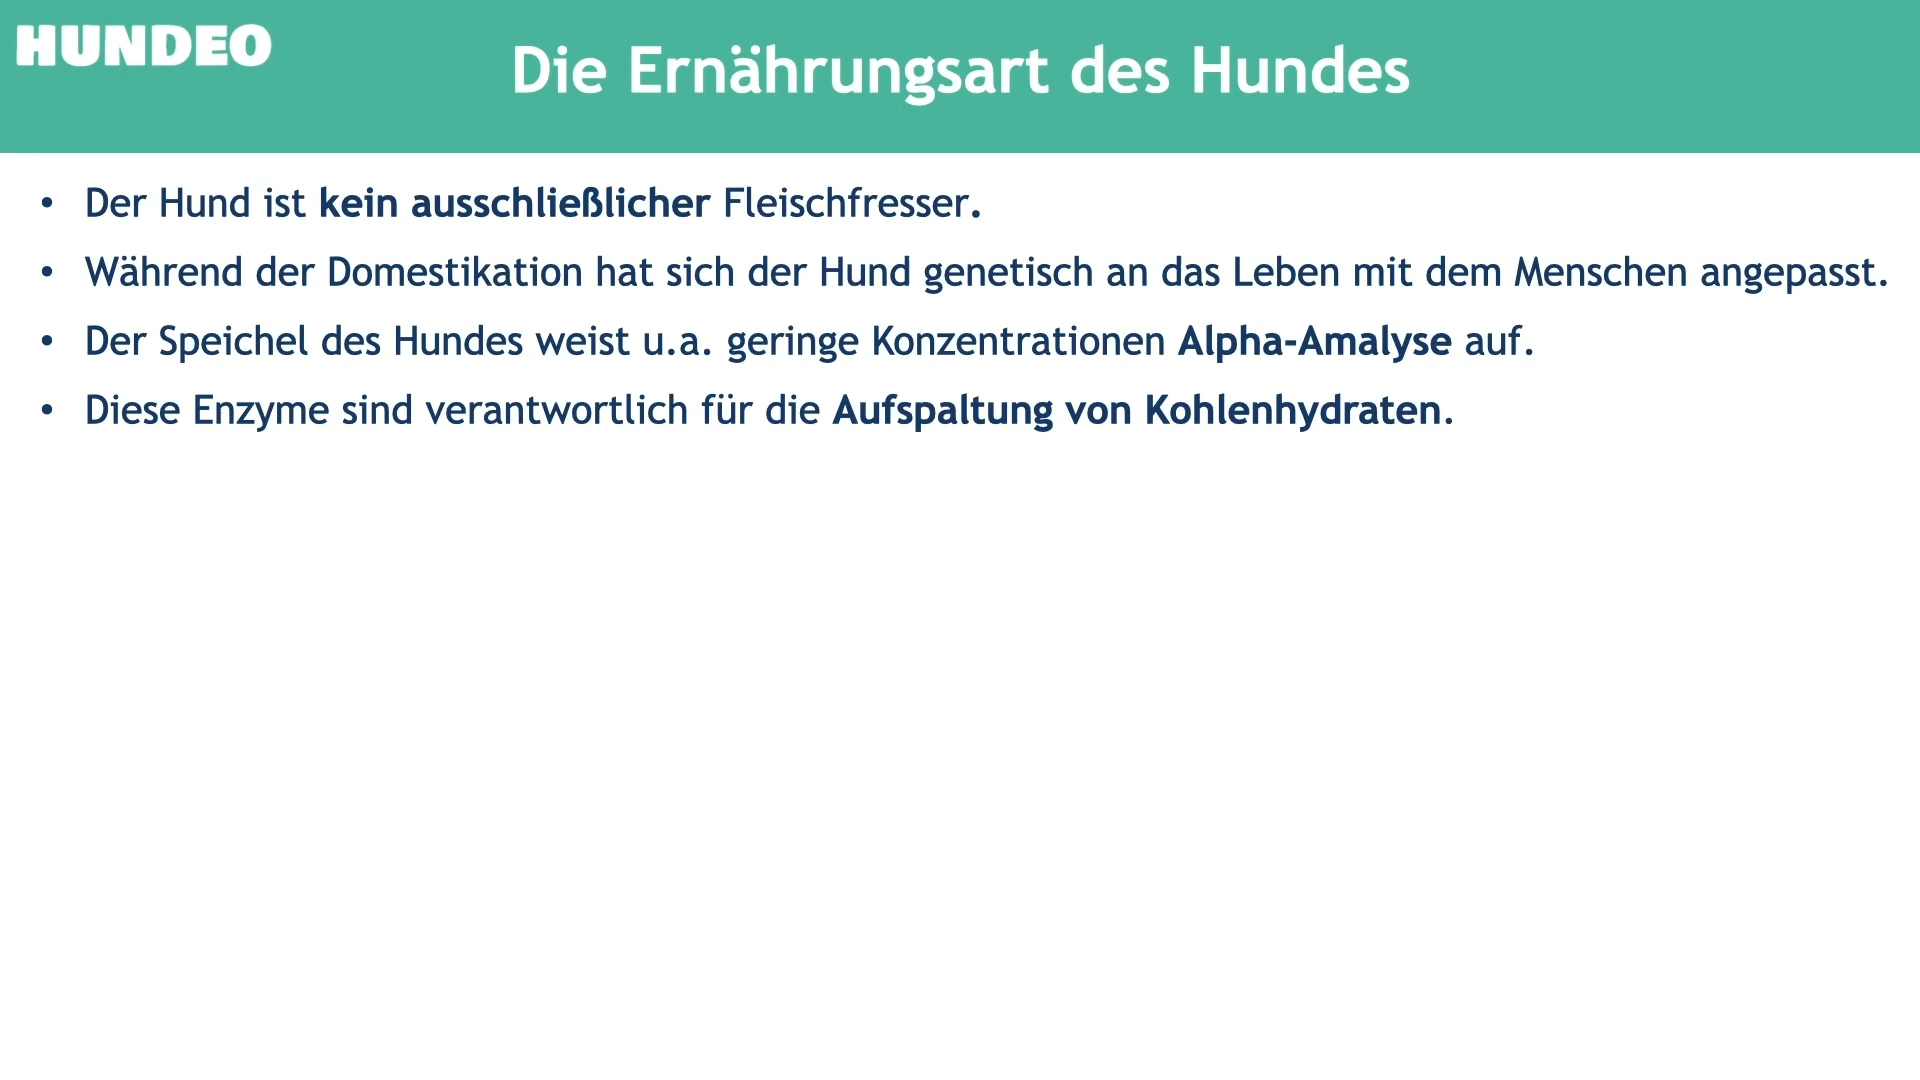 HUNDEO
Die Ernährungsart des Hundes
• Der Hund ist kein ausschließlicher Fleischfresser.
• Während der Domestikation hat sich der Hund genetisch an das Leben mit dem Menschen angepasst.
• Der Speichel des Hundes weist u.a. geringe Konzentrationen Alpha-Amalyse auf.
• Diese Enzyme sind verantwortlich für die Aufspaltung von Kohlenhydraten.